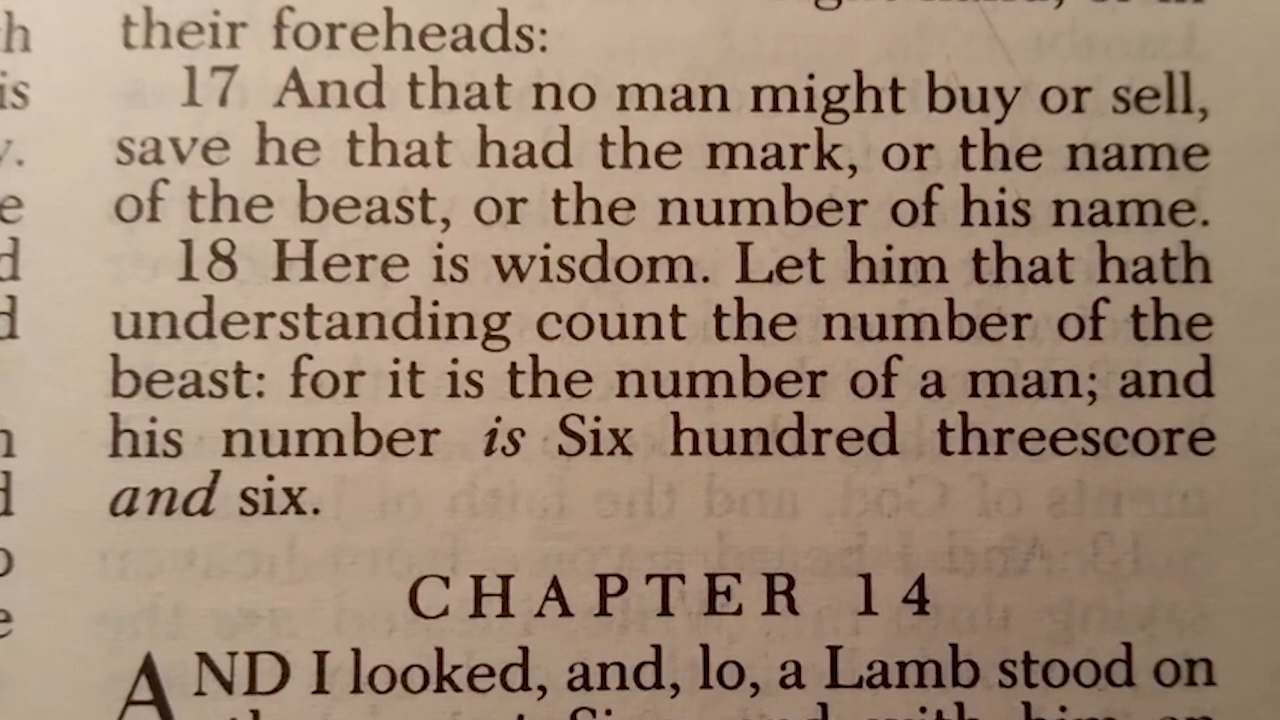 their foreheads:
17 And that no man might buy or sell,
save he that had the mark, or the name
of the beast, or the number of his name.
18 Here is wisdom. Let him that hath
understanding count the number of the
beast: for it is the number of a man; and
his number is Six hundred threescore
and six.
CHAPTER 14
AND I looked, and, lo, a Lamb stood on